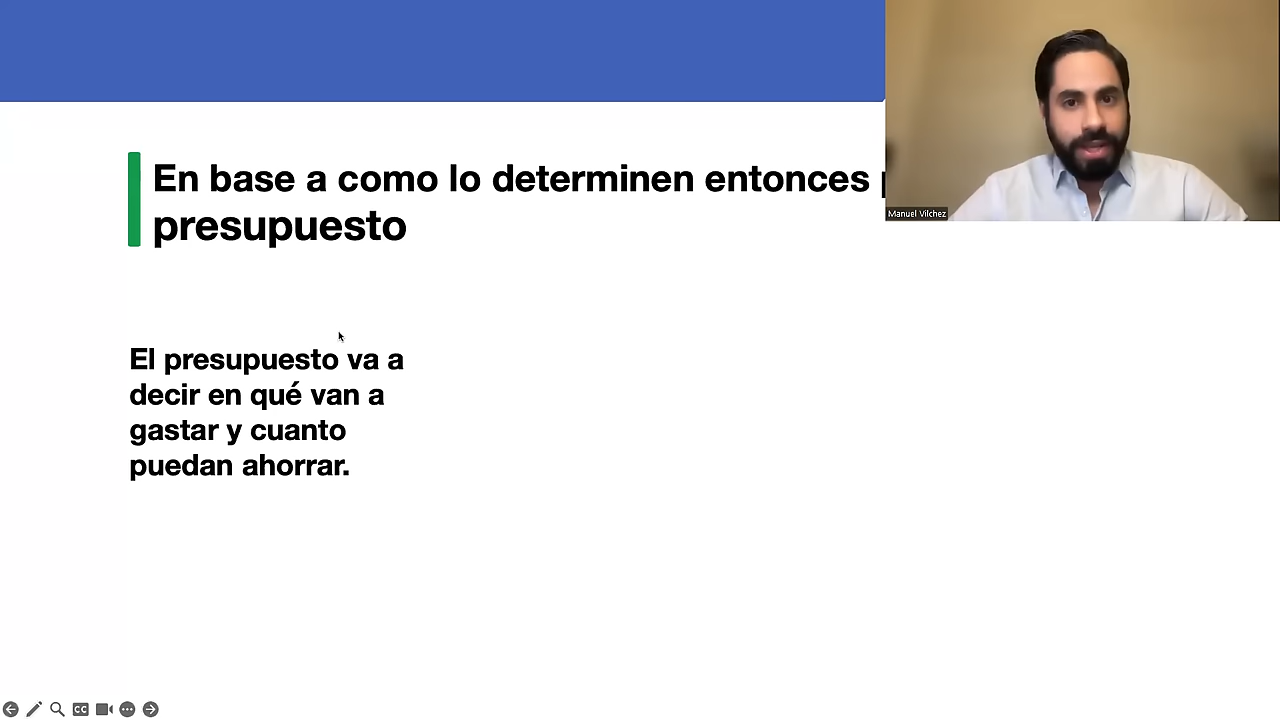 En base a como lo determinen entonces
presupuesto
El presupuesto va a
decir en qué van a
gastar y cuanto
puedan ahorrar.
Manuel Vilchez
CC